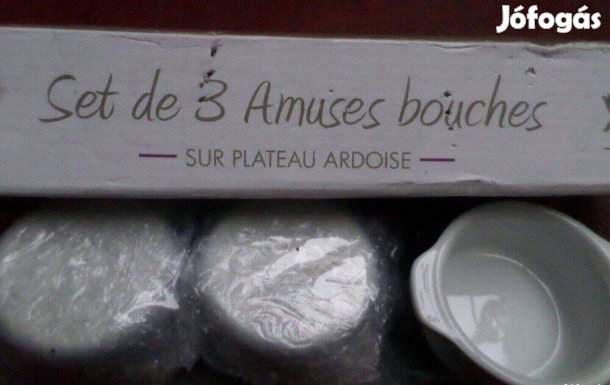 Jófogás
Set de 3 Amuses bouches
SUR PLATEAU ARDOISE